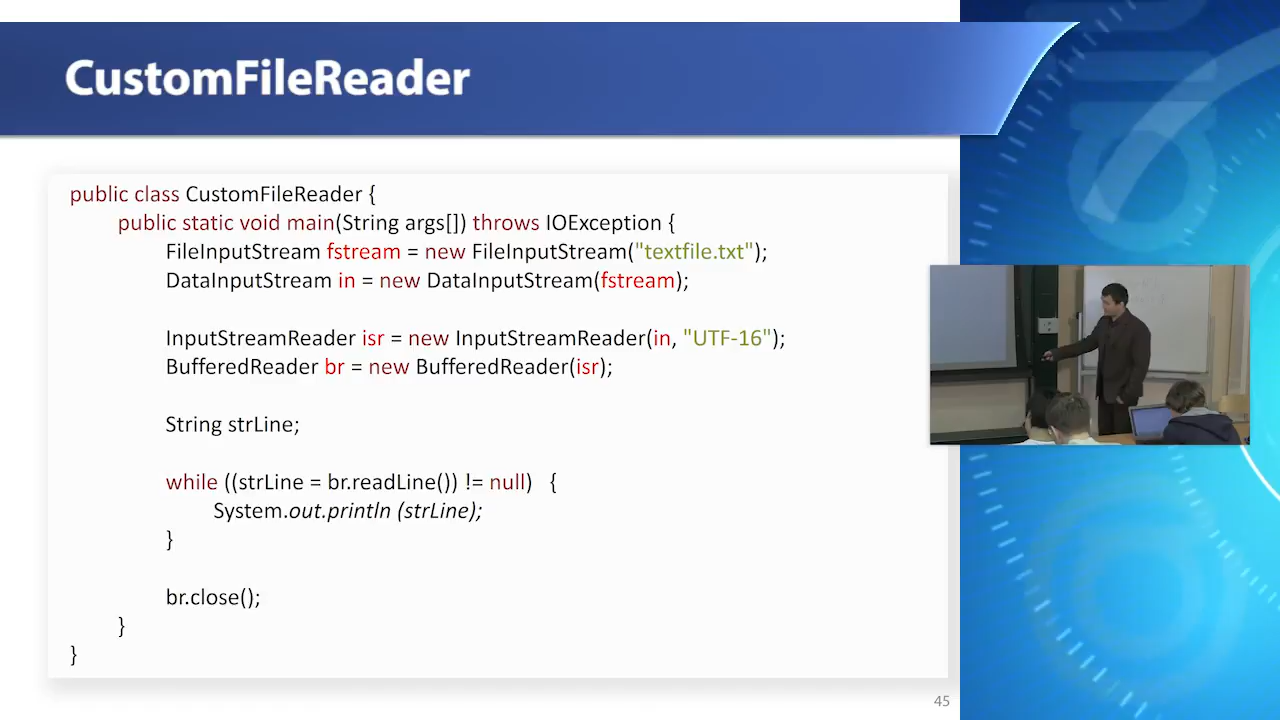 CustomFileReader
public class CustomFileReader {
public static void main(String args[]) throws IOException {
FileInputStream fstream = new FileInputStream("textfile.txt");
DataInputStream in = new DataInputStream(fstream);
InputStreamReader isr = new InputStreamReader(in, "UTF-16");
BufferedReader br = new BufferedReader(isr);
String strLine;
while ((strLine = br.readLine()) != null) {
System.out.println (strLine);
}
br.close();
}
}
45